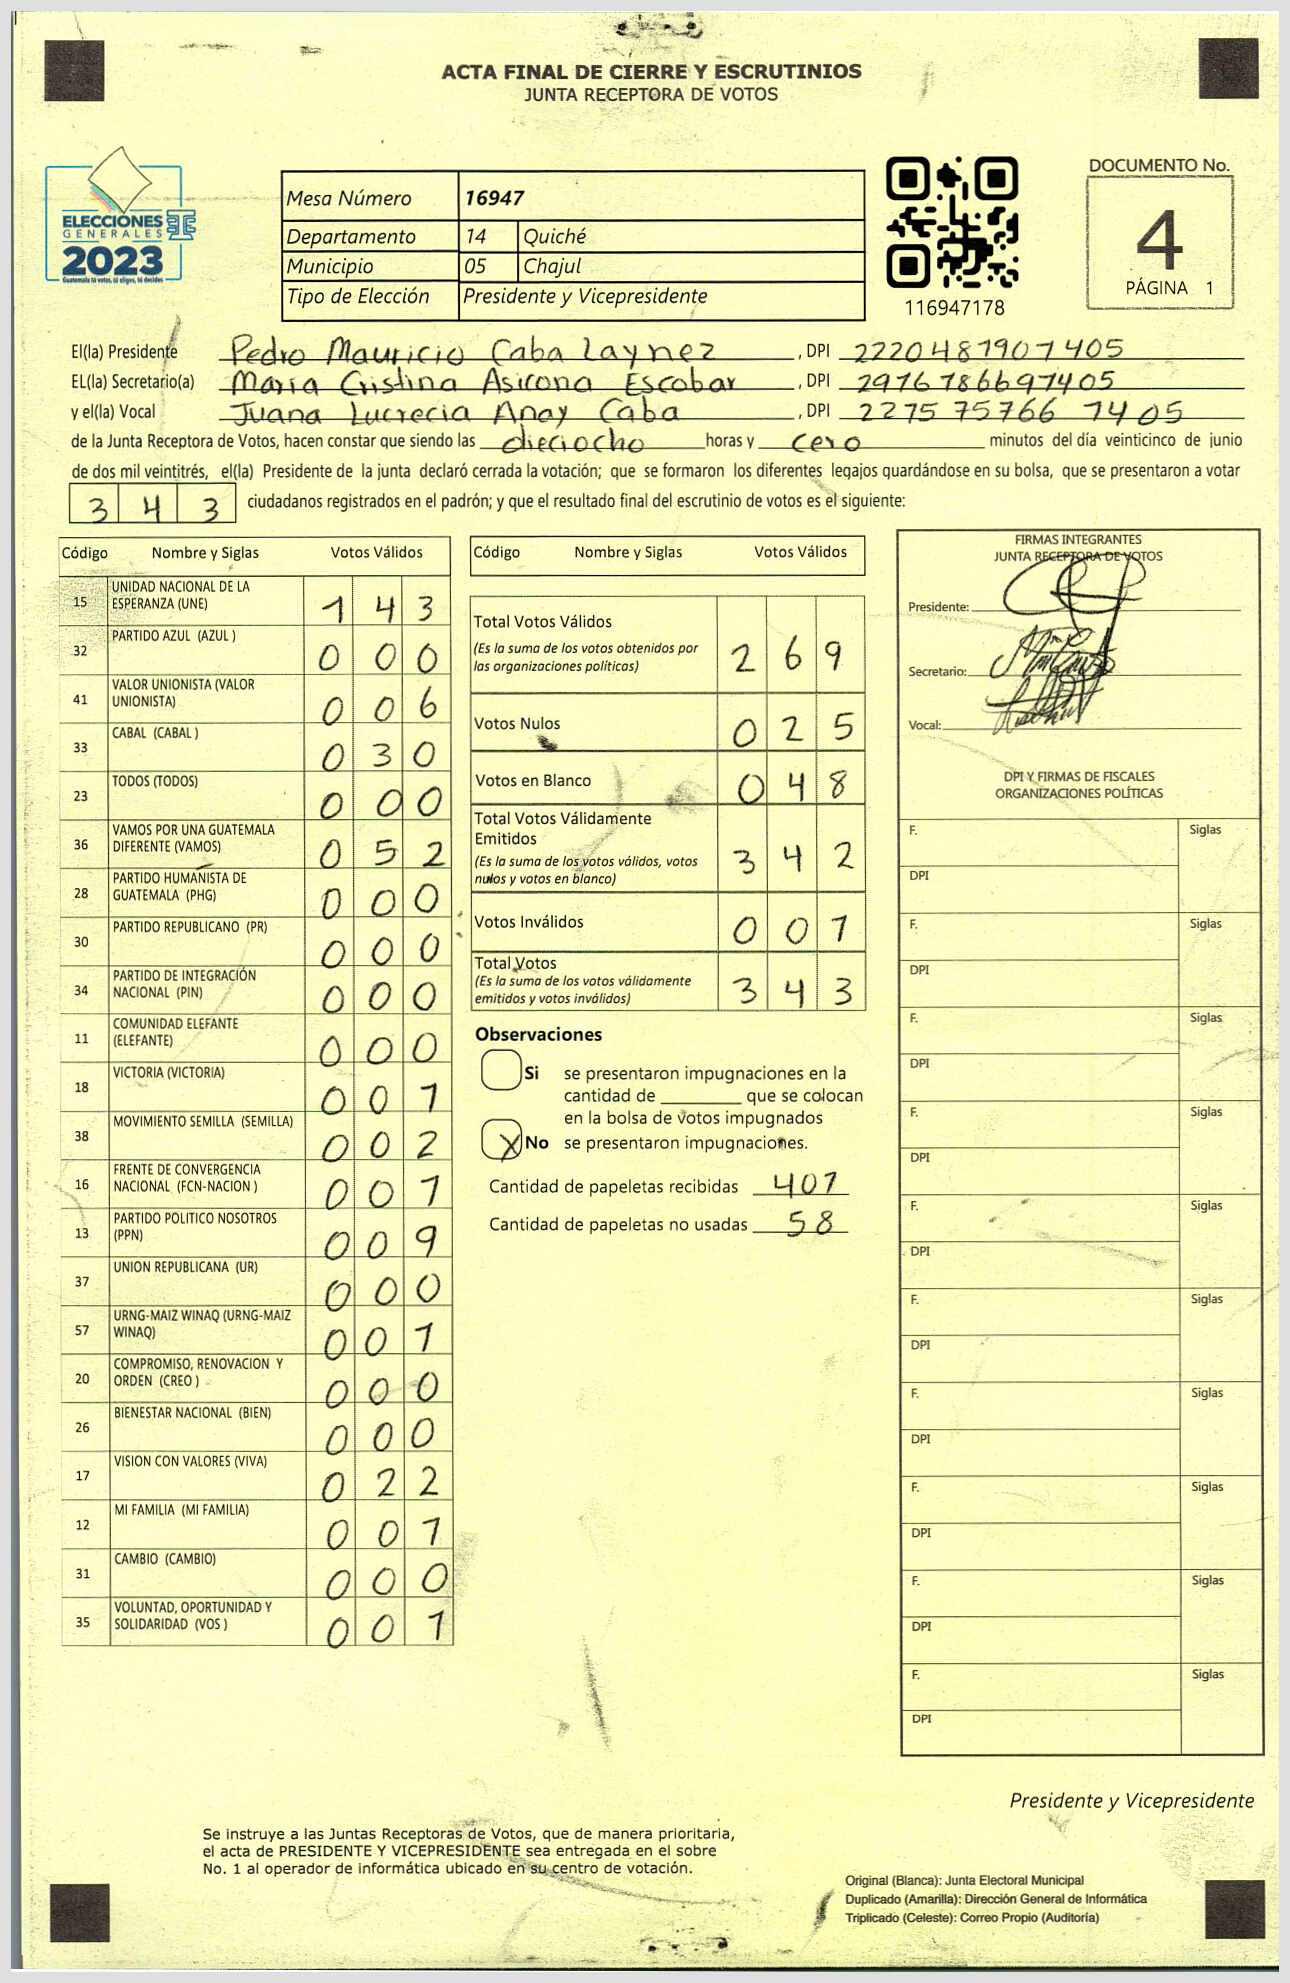 ACTA FINAL DE CIERRE Y ESCRUTINIOS
JUNTA RECEPTORA DE VOTOS
ELECCIONES
GENERALES
2023
Guatemala tú votas, tú eliges, tú decides
Mesa Número 16947
Departamento 14 Quiché
Municipio 05 Chajul
Tipo de Elección Presidente y Vicepresidente
116947178
DOCUMENTO No.
4
PÁGINA 1
El(la) Presidente Pedro Mauricio Caba Laynez, DPI 2220487907405
EL(la) Secretario(a) Maria Cristina Asicona Escobar, DPI 2976786697405
y el(la) Vocal Juana Lucrecia Anay Caba, DPI 2275 75766 7405
de la Junta Receptora de Votos, hacen constar que siendo las dieciocho horas y cero minutos del día veinticinco de junio
de dos mil veintitrés, el(la) Presidente de la junta declaró cerrada la votación; que se formaron los diferentes legajos guardándose en su bolsa, que se presentaron a votar
3 4 3 ciudadanos registrados en el padrón; y que el resultado final del escrutinio de votos es el siguiente:
Código Nombre y Siglas Votos Válidos
15 UNIDAD NACIONAL DE LA ESPERANZA (UNE) 1 4 3
32 PARTIDO AZUL (AZUL ) 0 0 0
41 VALOR UNIONISTA (VALOR UNIONISTA) 0 0 6
33 CABAL (CABAL ) 0 3 0
23 TODOS (TODOS) 0 0 0
36 VAMOS POR UNA GUATEMALA DIFERENTE (VAMOS) 0 5 2
28 PARTIDO HUMANISTA DE GUATEMALA (PHG) 0 0 0
30 PARTIDO REPUBLICANO (PR) 0 0 0
34 PARTIDO DE INTEGRACIÓN NACIONAL (PIN) 0 0 0
11 COMUNIDAD ELEFANTE (ELEFANTE) 0 0 0
18 VICTORIA (VICTORIA) 0 0 1
38 MOVIMIENTO SEMILLA (SEMILLA) 0 0 2
16 FRENTE DE CONVERGENCIA NACIONAL (FCN-NACION ) 0 0 1
13 PARTIDO POLITICO NOSOTROS (PPN) 0 0 9
37 UNION REPUBLICANA (UR) 0 0 0
57 URNG-MAIZ WINAQ (URNG-MAIZ WINAQ) 0 0 1
20 COMPROMISO, RENOVACION Y ORDEN (CREO ) 0 0 0
26 BIENESTAR NACIONAL (BIEN) 0 0 0
17 VISION CON VALORES (VIVA) 0 2 2
12 MI FAMILIA (MI FAMILIA) 0 0 1
31 CAMBIO (CAMBIO) 0 0 0
35 VOLUNTAD, OPORTUNIDAD Y SOLIDARIDAD (VOS ) 0 0 1
Código Nombre y Siglas Votos Válidos
Total Votos Válidos 2 6 9
(Es la suma de los votos obtenidos por
las organizaciones políticas)
Votos Nulos 0 2 5
Votos en Blanco 0 4 8
Total Votos Válidamente
Emitidos 3 4 2
(Es la suma de los votos válidos, votos
nulos y votos en blanco)
Votos Inválidos 0 0 1
Total Votos 3 4 3
(Es la suma de los votos válidamente
emitidos y votos inválidos)
Observaciones
Si se presentaron impugnaciones en la
cantidad de ________ que se colocan
en la bolsa de votos impugnados
X No se presentaron impugnaciones.
Cantidad de papeletas recibidas 401
Cantidad de papeletas no usadas 58
FIRMAS INTEGRANTES
JUNTA RECEPTORA DE VOTOS
Presidente:
Secretario:
Vocal:
DPI Y FIRMAS DE FISCALES
ORGANIZACIONES POLÍTICAS
F. Siglas
DPI
F. Siglas
DPI
F. Siglas
DPI
F. Siglas
DPI
F. Siglas
DPI
F. Siglas
DPI
F. Siglas
DPI
F. Siglas
DPI
F. Siglas
DPI
F. Siglas
DPI
Presidente y Vicepresidente
Se instruye a las Juntas Receptoras de Votos, que de manera prioritaria,
el acta de PRESIDENTE Y VICEPRESIDENTE sea entregada en el sobre
No. 1 al operador de informática ubicado en su centro de votación.
Original (Blanca): Junta Electoral Municipal
Duplicado (Amarilla): Dirección General de Informática
Triplicado (Celeste): Correo Propio (Auditoría)